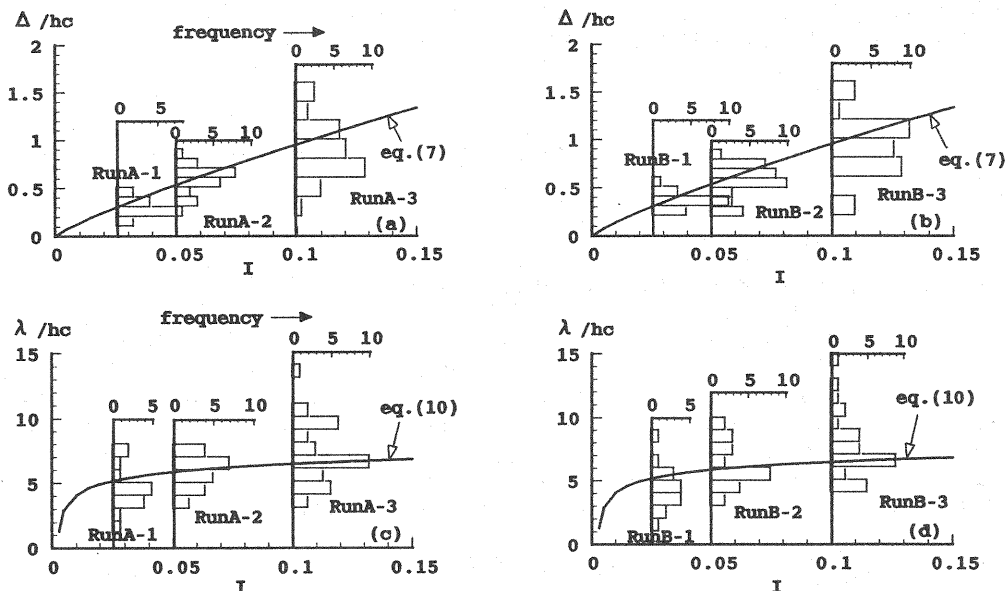 Δ /hc
frequency
2
1.5
1
0.5
0
0 5
0 5 10
0 5 10
RunA-1
RunA-2
RunA-3
eq.(7)
(a)
0 0.05 0.1 0.15
I
Δ /hc
2
1.5
1
0.5
0
0 5 10
0 5 10
0 5 10
RunB-1
RunB-2
RunB-3
eq.(7)
(b)
0 0.05 0.1 0.15
I
λ /hc
frequency
15
10
5
0
0 5
0 5 10
0 5 10
RunA-1
RunA-2
RunA-3
eq.(10)
(c)
0.05 0.1 0.15
I
λ /hc
15
10
5
0
0 5
0 5 10
0 5 10
RunB-1
RunB-2
RunB-3
eq.(10)
(d)
0 0.05 0.1 0.15
I